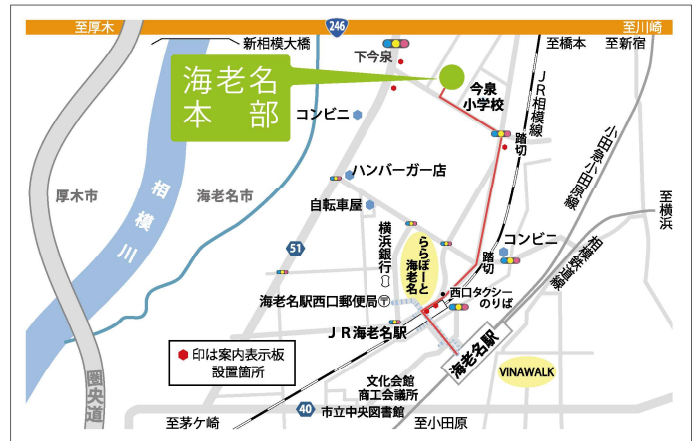 至厚木
246
至川崎
新相模大橋
至橋本
至新宿
下今泉
海老名
本部
今泉
小学校
JR相模線
コンビニ
踏切
小田急小田原線
ハンバーガー店
厚木市
相模川
海老名市
自転車屋
至横浜
横浜銀行
ららぽーと
海老名
コンビニ
相模鉄道線
51
踏切
西口タクシー
のりば
海老名駅西口郵便局〒
JR海老名駅
海老名駅
印は案内表示板
設置箇所
VINAWALK
圏央道
文化会館
商工会議所
40
市立中央図書館
至茅ケ崎
至小田原